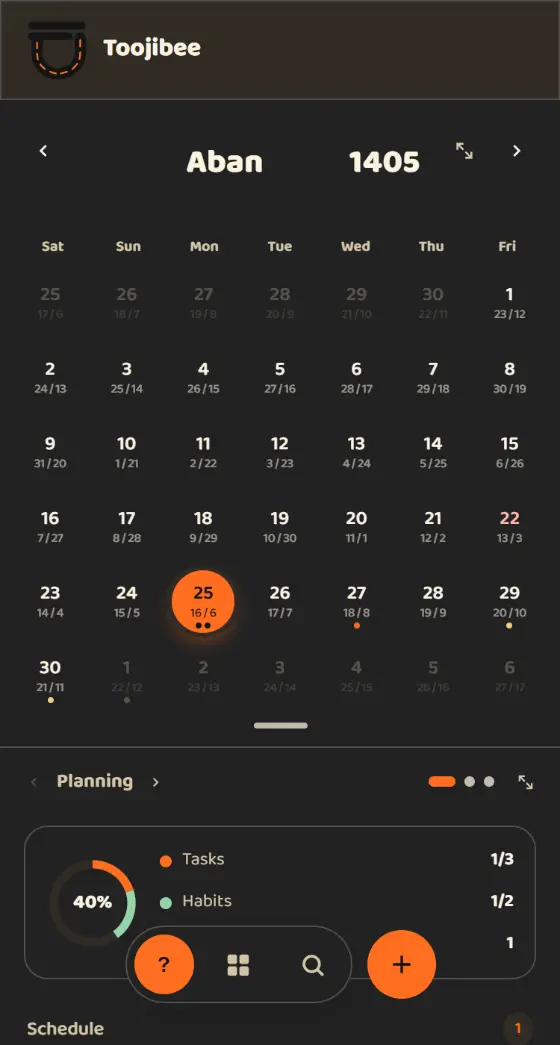 Toojibee
Aban 1405
Sat Sun Mon Tue Wed Thu Fri
25 26 27 28 29 30 1
17/6 18/7 19/8 20/9 21/10 22/11 23/12
2 3 4 5 6 7 8
24/13 25/14 26/15 27/16 28/17 29/18 30/19
9 10 11 12 13 14 15
31/20 1/21 2/22 3/23 4/24 5/25 6/26
16 17 18 19 20 21 22
7/27 8/28 9/29 10/30 11/1 12/2 13/3
23 24 25 26 27 28 29
14/4 15/5 16/6 17/7 18/8 19/9 20/10
30 1 2 3 4 5 6
21/11 22/12 23/13 24/14 25/15 26/16 27/17
Planning
40%
Tasks 1/3
Habits 1/2
1
?
+
Schedule 1